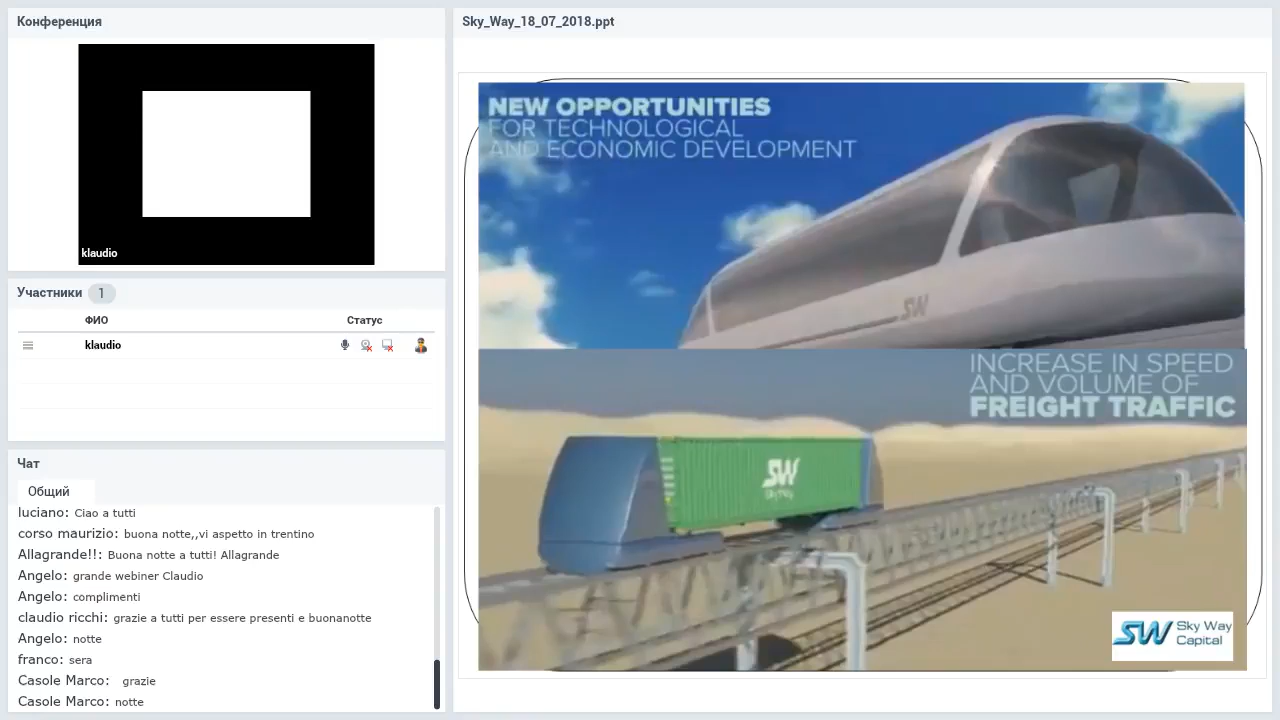 Конференция
klaudio
Участники 1
ФИО Статус
klaudio
Чат
Общий
luciano: Ciao a tutti
corso maurizio: buona notte,,vi aspetto in trentino
Allagrande!!: Buona notte a tutti! Allagrande
Angelo: grande webiner Claudio
Angelo: complimenti
claudio ricchi: grazie a tutti per essere presenti e buonanotte
Angelo: notte
franco: sera
Casole Marco: grazie
Casole Marco: notte
Sky_Way_18_07_2018.ppt
NEW OPPORTUNITIES
FOR TECHNOLOGICAL
AND ECONOMIC DEVELOPMENT
SW
INCREASE IN SPEED
AND VOLUME OF
FREIGHT TRAFFIC
SW
SkyWay
SW Sky Way
Capital